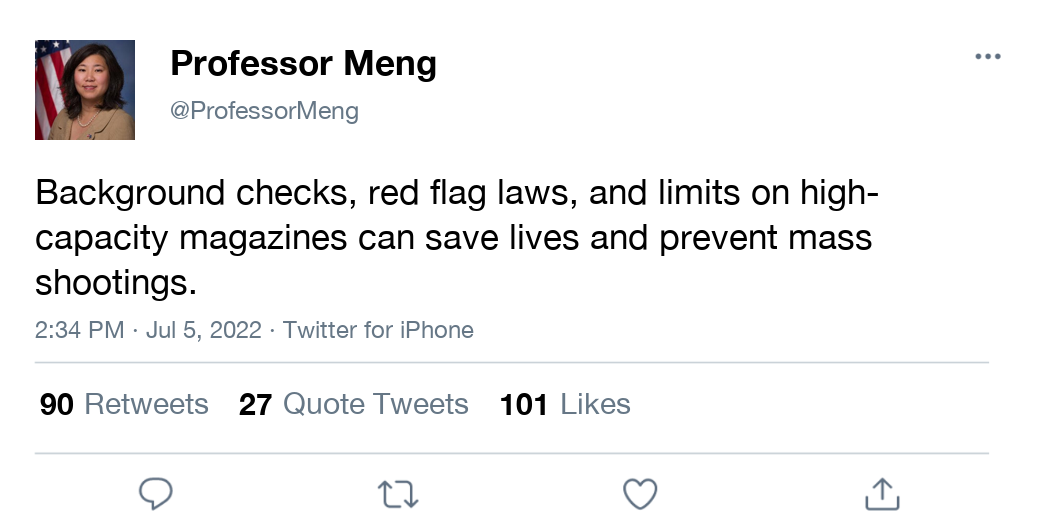 Professor Meng
@ProfessorMeng
Background checks, red flag laws, and limits on high-
capacity magazines can save lives and prevent mass
shootings.
2:34 PM · Jul 5, 2022 · Twitter for iPhone
90 Retweets 27 Quote Tweets 101 Likes